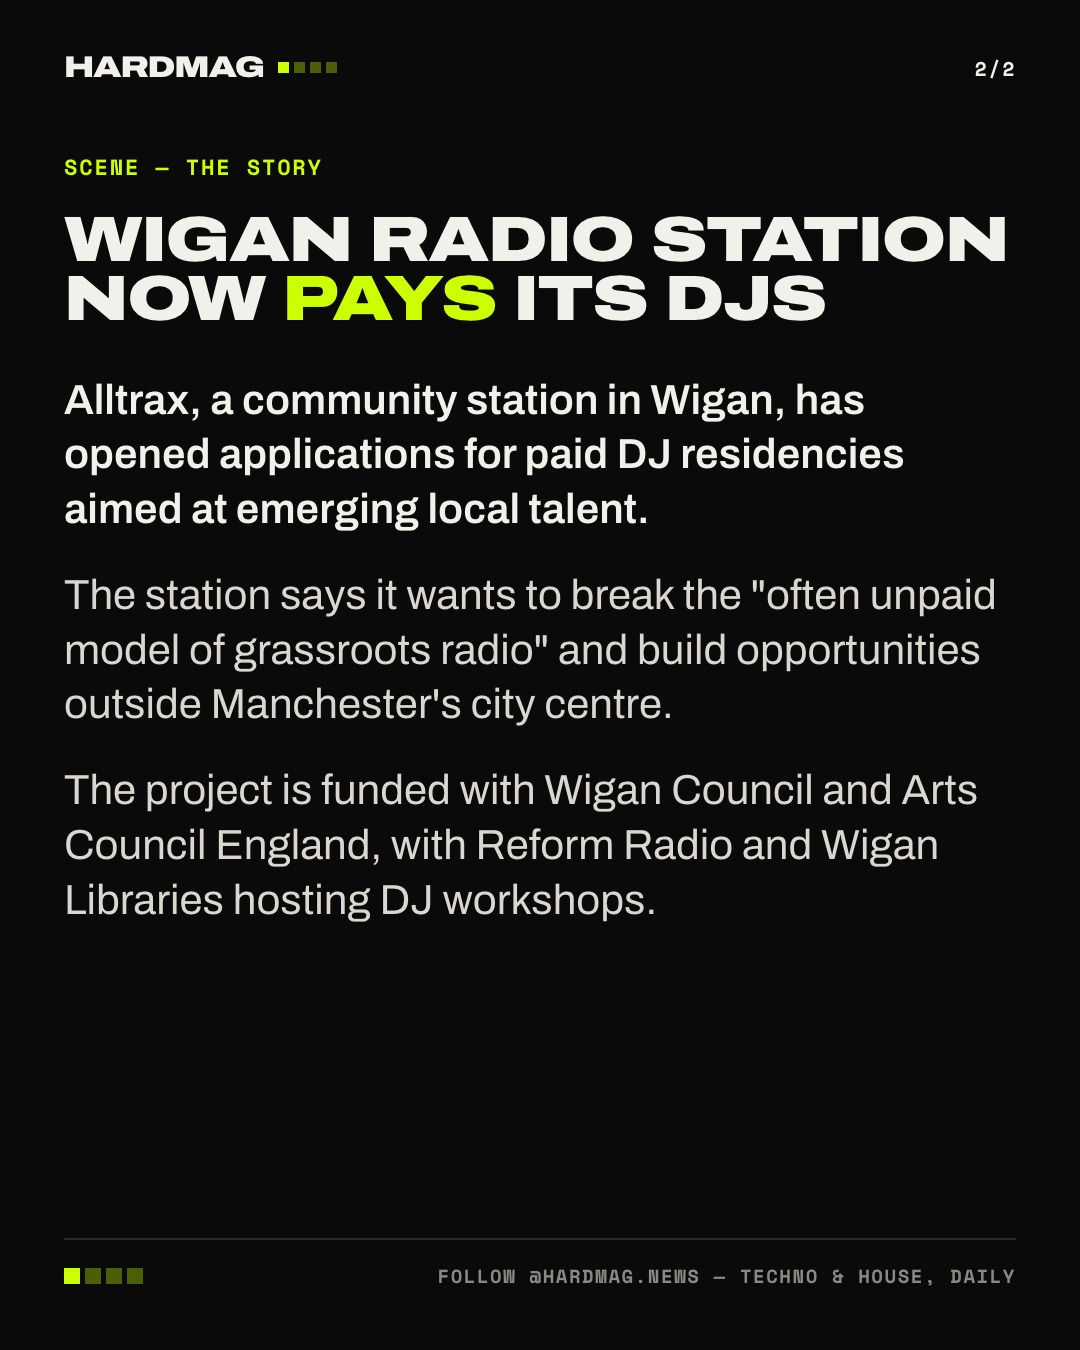 HARDMAG
2/2
SCENE — THE STORY
WIGAN RADIO STATION
NOW PAYS ITS DJS
Alltrax, a community station in Wigan, has
opened applications for paid DJ residencies
aimed at emerging local talent.
The station says it wants to break the "often unpaid
model of grassroots radio" and build opportunities
outside Manchester's city centre.
The project is funded with Wigan Council and Arts
Council England, with Reform Radio and Wigan
Libraries hosting DJ workshops.
FOLLOW @HARDMAG.NEWS — TECHNO & HOUSE, DAILY